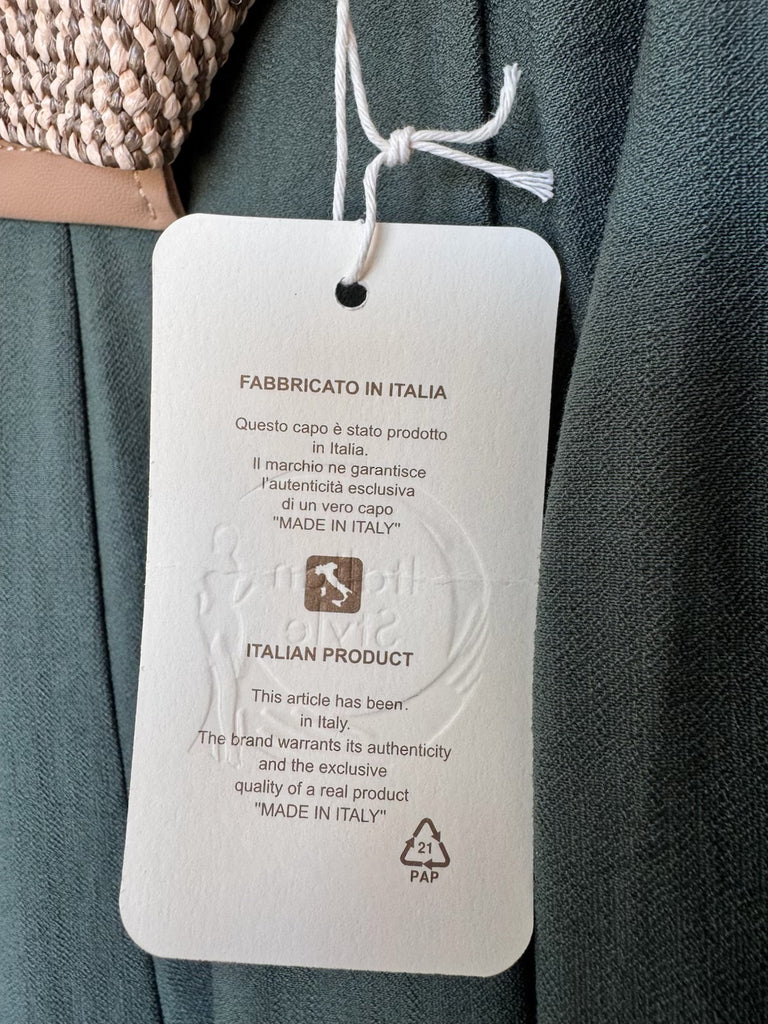 FABBRICATO IN ITALIA
Questo capo è stato prodotto
in Italia.
Il marchio ne garantisce
l'autenticità esclusiva
di un vero capo
"MADE IN ITALY"
Italian
Style
ITALIAN PRODUCT
This article has been.
in Italy.
The brand warrants its authenticity
and the exclusive
quality of a real product
"MADE IN ITALY"
21
PAP